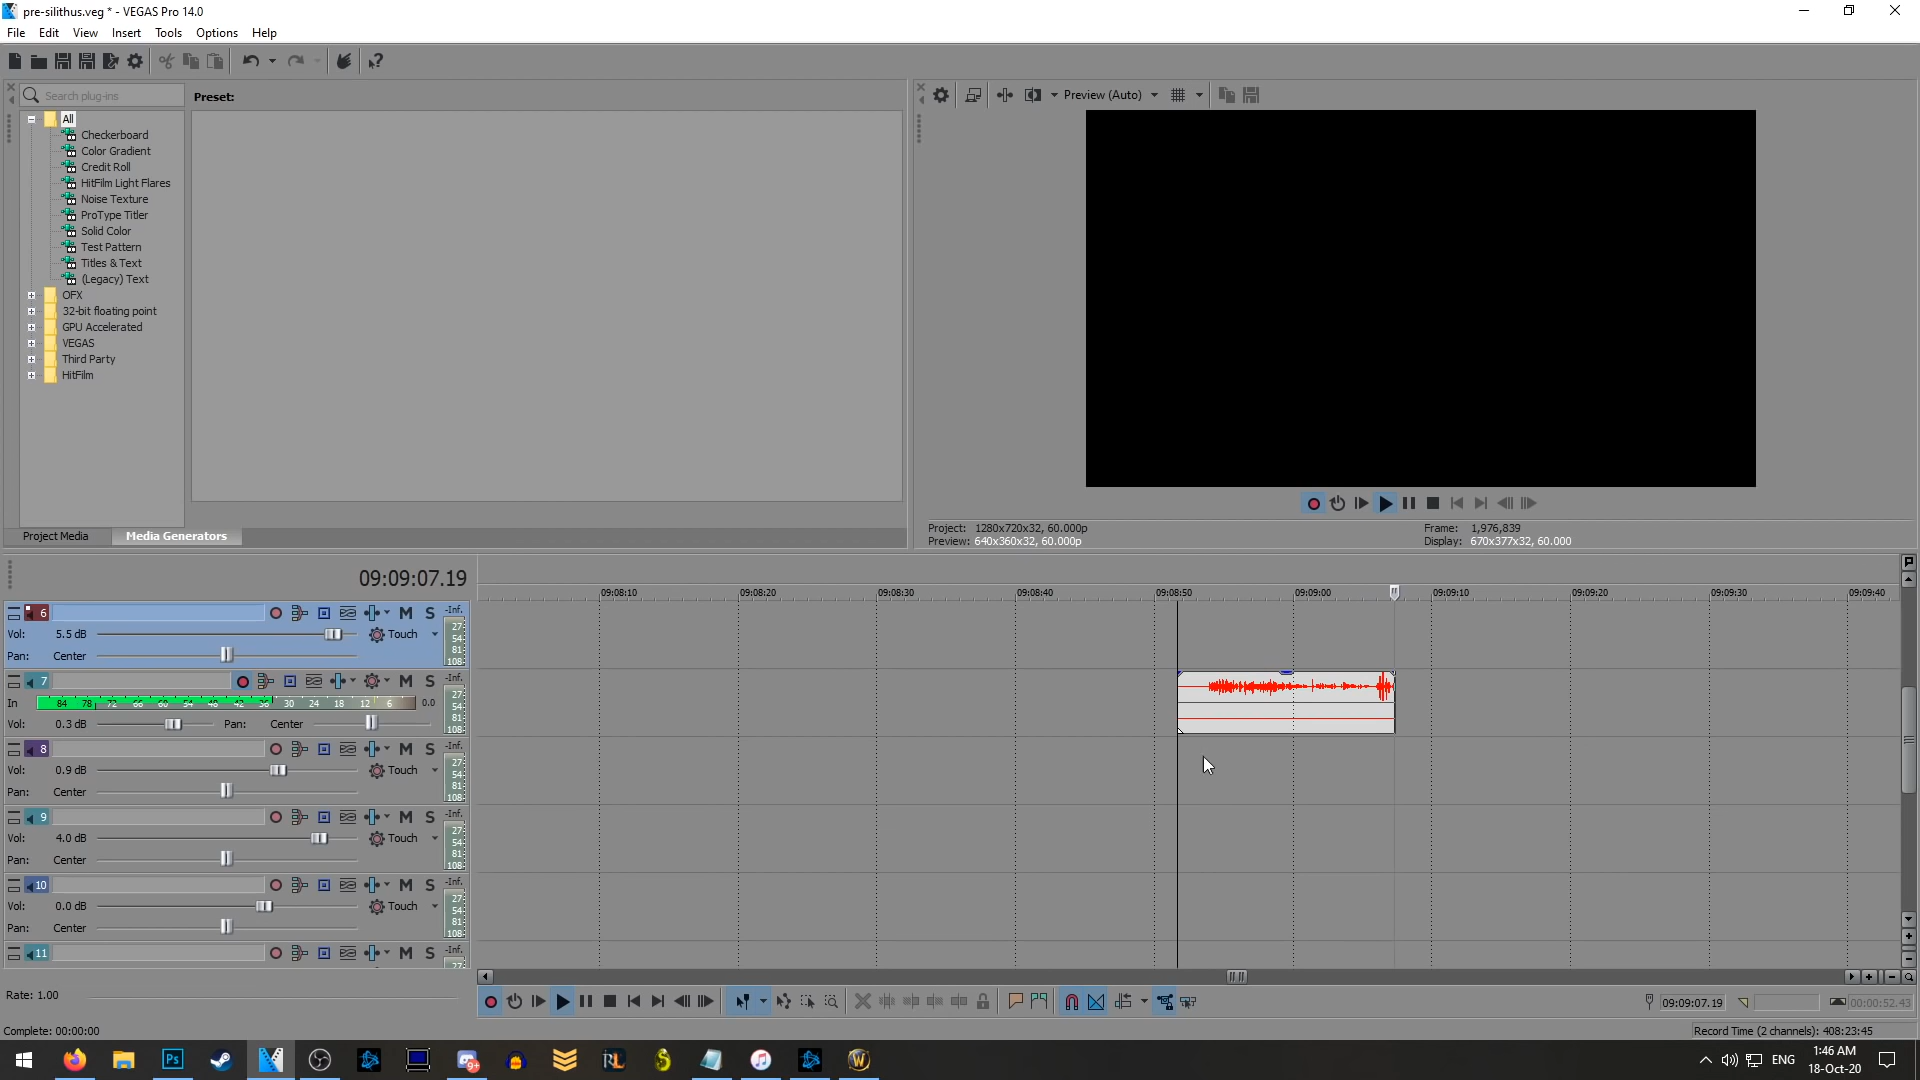 pre-silithus.veg * - VEGAS Pro 14.0
File Edit View Insert Tools Options Help
Search plug-ins
Preset:
Preview (Auto)
All
Checkerboard
Color Gradient
Credit Roll
HitFilm Light Flares
Noise Texture
ProType Titler
Solid Color
Test Pattern
Titles & Text
(Legacy) Text
OFX
32-bit floating point
GPU Accelerated
VEGAS
Third Party
HitFilm
Project Media
Media Generators
Project: 1280x720x32, 60.000p
Frame: 1,976,839
Preview: 640x360x32, 60.000p
Display: 670x377x32, 60.000
09:09:07.19
09:08:10 09:08:20 09:08:30 09:08:40 09:08:50 09:09:00 09:09:10 09:09:20 09:09:30 09:09:40
6 M S -Inf.
Vol: 5.5 dB Touch
Pan: Center
27 54 81 108
7 M S -Inf.
In 84 78 72 66 60 54 48 42 36 30 24 18 12 6 0.0
Vol: 0.3 dB Pan: Center
27 54 81 108
8 M S -Inf.
Vol: 0.9 dB Touch
Pan: Center
27 54 81 108
9 M S -Inf.
Vol: 4.0 dB Touch
Pan: Center
27 54 81 108
10 M S -Inf.
Vol: 0.0 dB Touch
Pan: Center
27 54 81 108
11 M S -Inf.
27
Rate: 1.00
09:09:07.19
00:00:52.43
Complete: 00:00:00
Record Time (2 channels): 408:23:45
Ps
9+
RL
ENG
1:46 AM
18-Oct-20